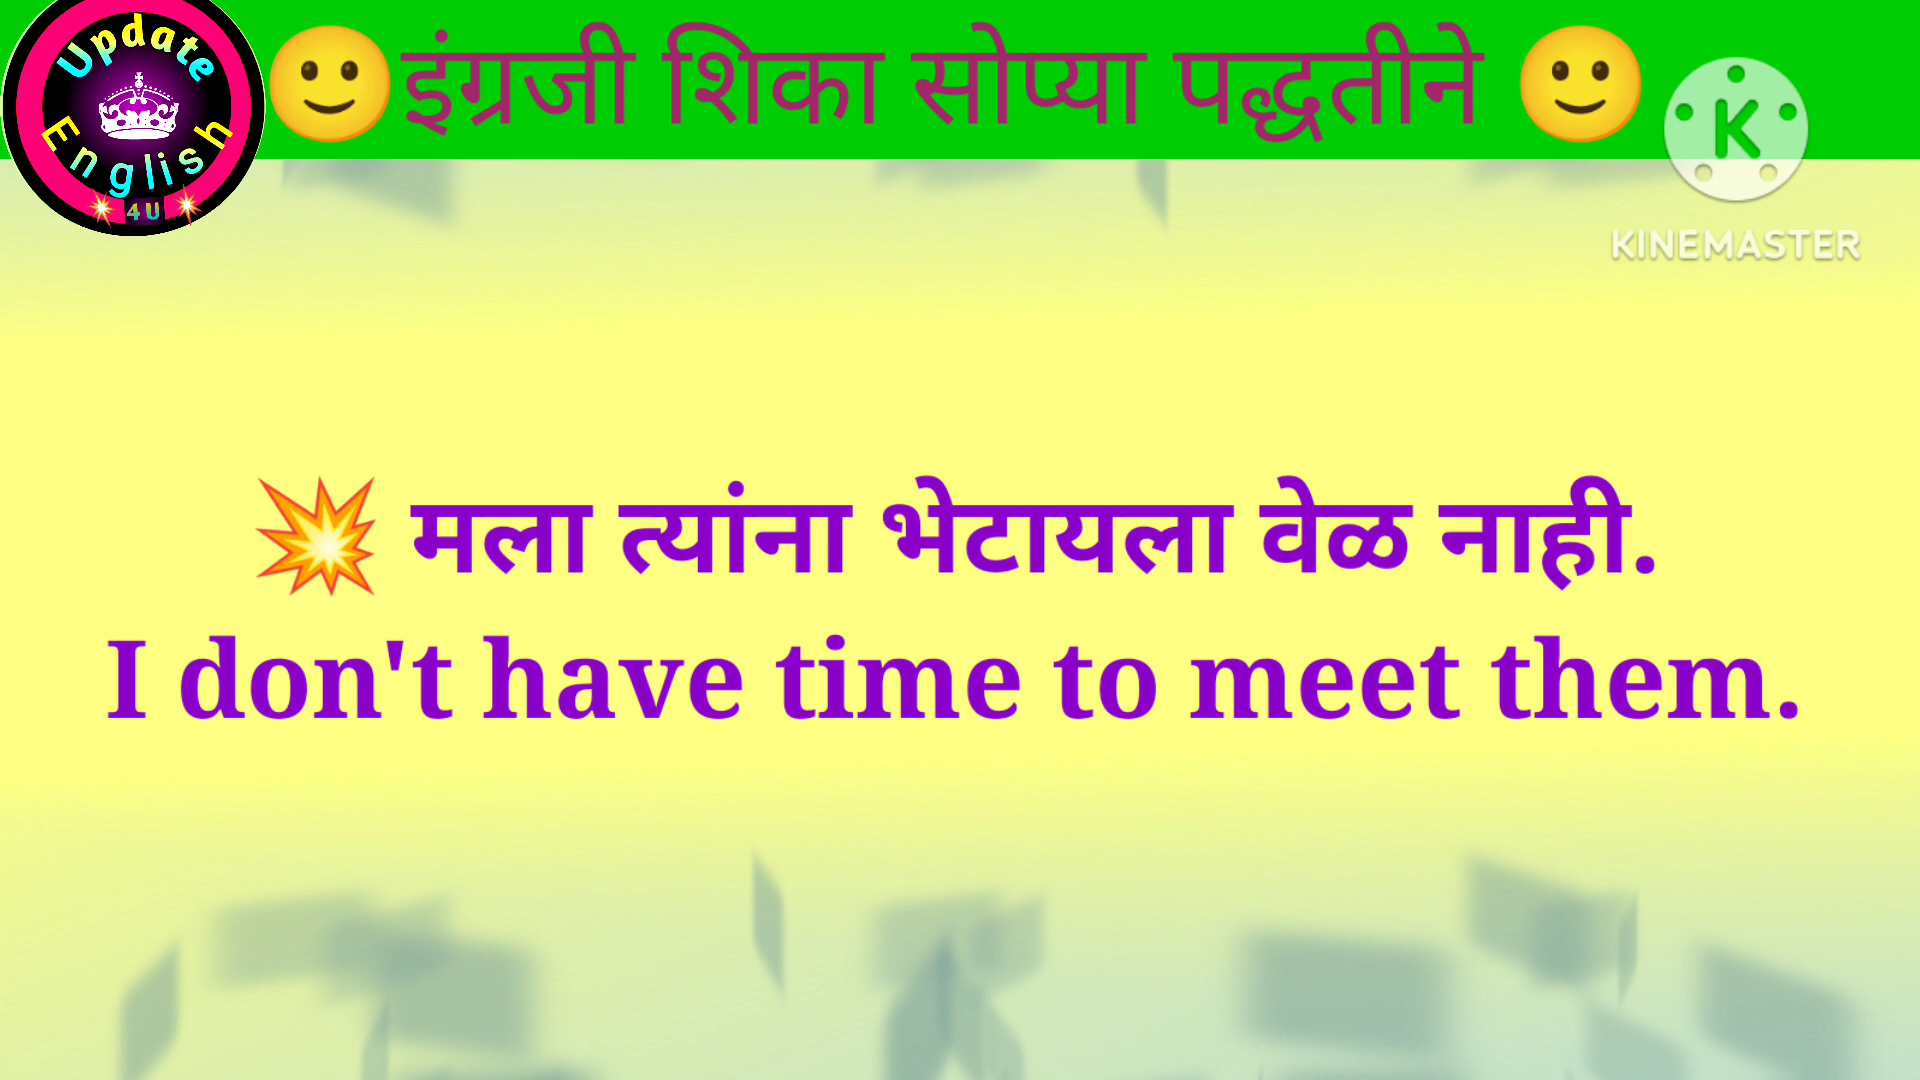 Update
English
4U
🙂इंग्रजी शिका सोप्या पद्धतीने 🙂
K
KINEMASTER
💥 मला त्यांना भेटायला वेळ नाही.
I don't have time to meet them.